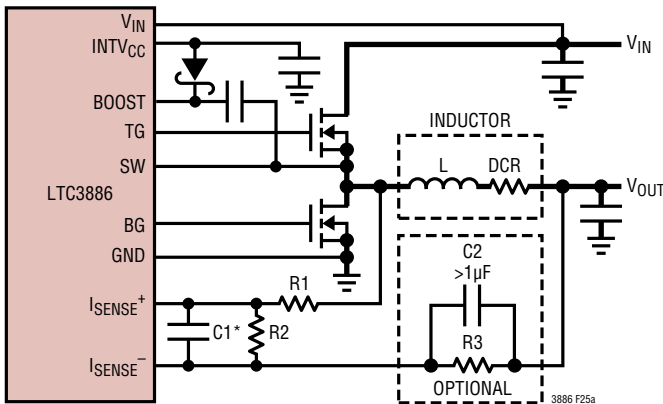 VIN
INTVCC
BOOST
TG
SW
LTC3886
BG
GND
ISENSE+
ISENSE–
C1*
R2
R1
VIN
INDUCTOR
L
DCR
VOUT
C2
>1µF
R3
OPTIONAL
3886 F25a